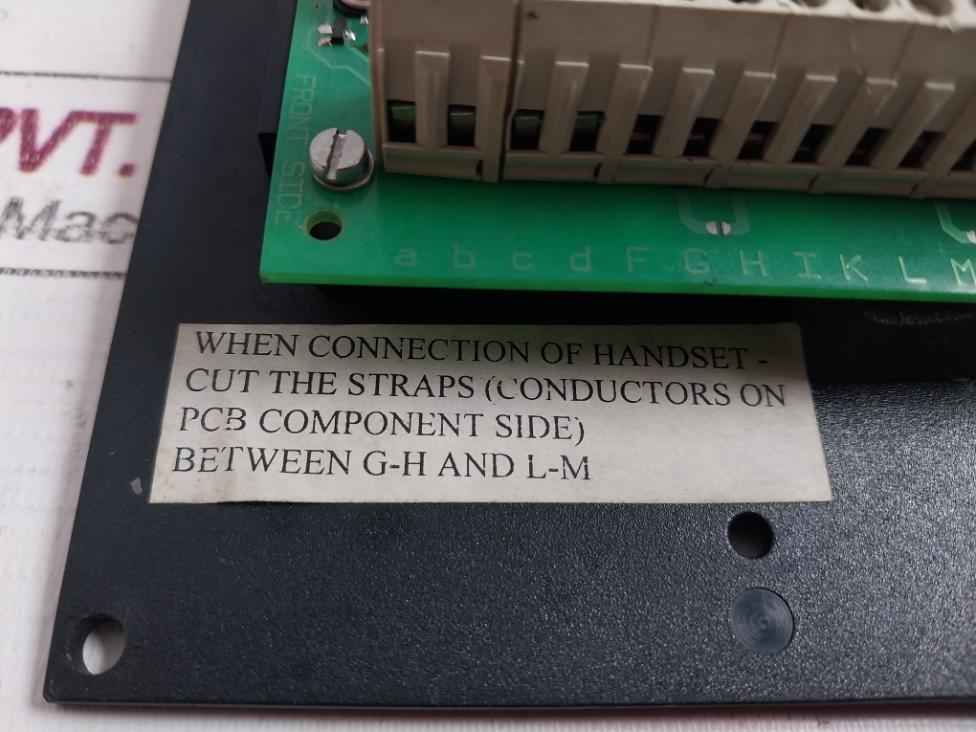 PVT.
Mac
FRONT SIDE
a b c d F G H I K L M
WHEN CONNECTION OF HANDSET -
CUT THE STRAPS (CONDUCTORS ON
PCB COMPONENT SIDE)
BETWEEN G-H AND L-M